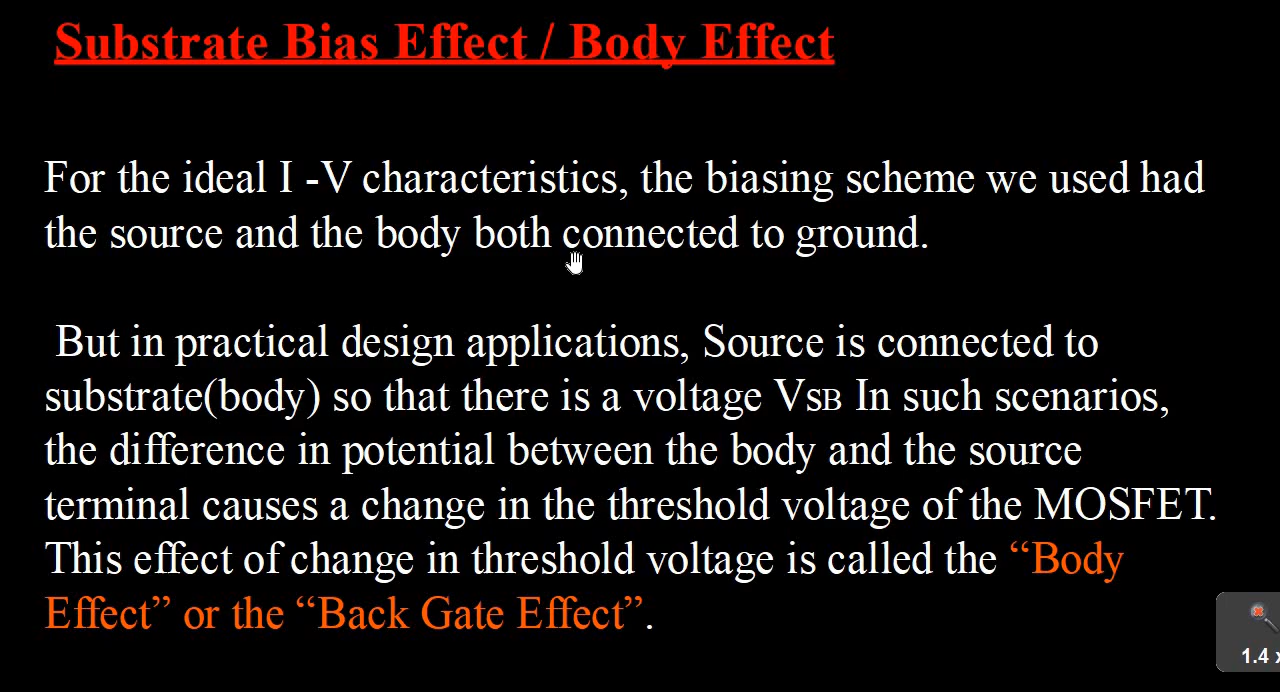 Substrate Bias Effect / Body Effect
For the ideal I -V characteristics, the biasing scheme we used had
the source and the body both connected to ground.
But in practical design applications, Source is connected to
substrate(body) so that there is a voltage VSB In such scenarios,
the difference in potential between the body and the source
terminal causes a change in the threshold voltage of the MOSFET.
This effect of change in threshold voltage is called the “Body
Effect” or the “Back Gate Effect”.
1.4 x